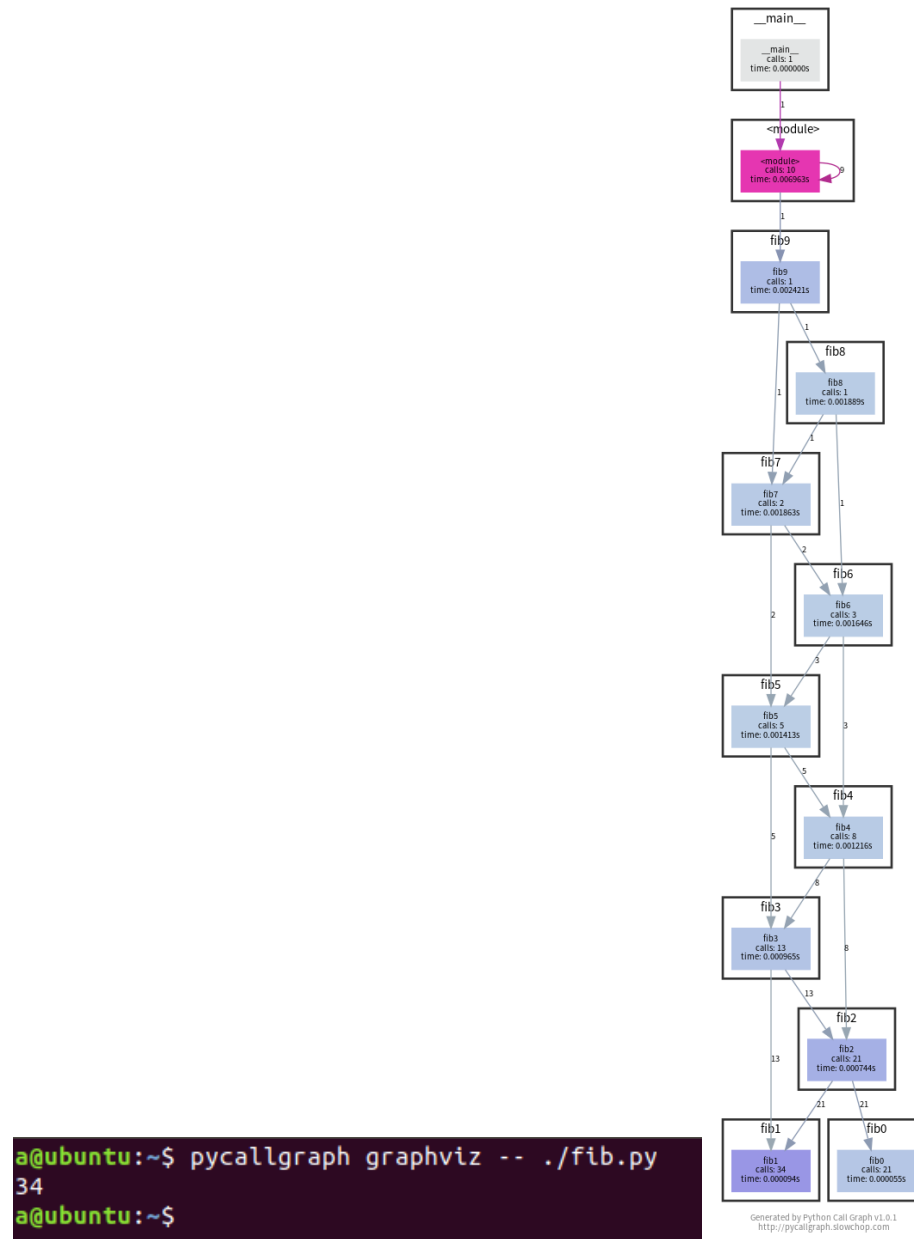 __main__
__main__
calls: 1
time: 0.000000s
1
<module>
<module>
calls: 10
time: 0.006963s
9
1
fib9
fib9
calls: 1
time: 0.002421s
1
fib8
fib8
calls: 1
time: 0.001889s
1
1
fib7
fib7
calls: 2
time: 0.001863s
1
2
fib6
fib6
calls: 3
time: 0.001646s
2
3
fib5
fib5
calls: 5
time: 0.001413s
3
5
fib4
fib4
calls: 8
time: 0.001216s
5
8
fib3
fib3
calls: 13
time: 0.000965s
8
13
fib2
fib2
calls: 21
time: 0.000744s
13
21
21
fib1
fib1
calls: 34
time: 0.000094s
fib0
fib0
calls: 21
time: 0.000055s
Generated by Python Call Graph v1.0.1
http://pycallgraph.slowchop.com
a@ubuntu:~$ pycallgraph graphviz -- ./fib.py
34
a@ubuntu:~$